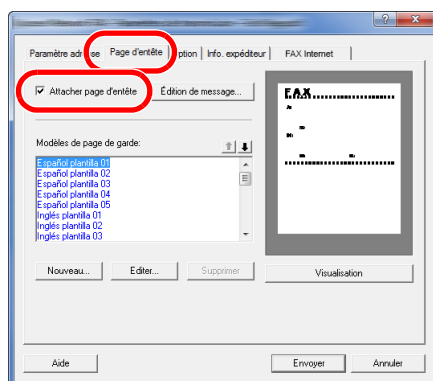 Paramètre adr se
Page d'entête
ption
Info. expéditeur
FAX Internet
Attacher page d'entête
Édition de message...
Modèles de page de garde:
Español plantilla 01
Español plantilla 02
Español plantilla 03
Español plantilla 04
Español plantilla 05
Inglés plantilla 01
Inglés plantilla 02
Inglés plantilla 03
FAX
Nouveau...
Editer...
Supprimer
Visualisation
Aide
Envoyer
Annuler